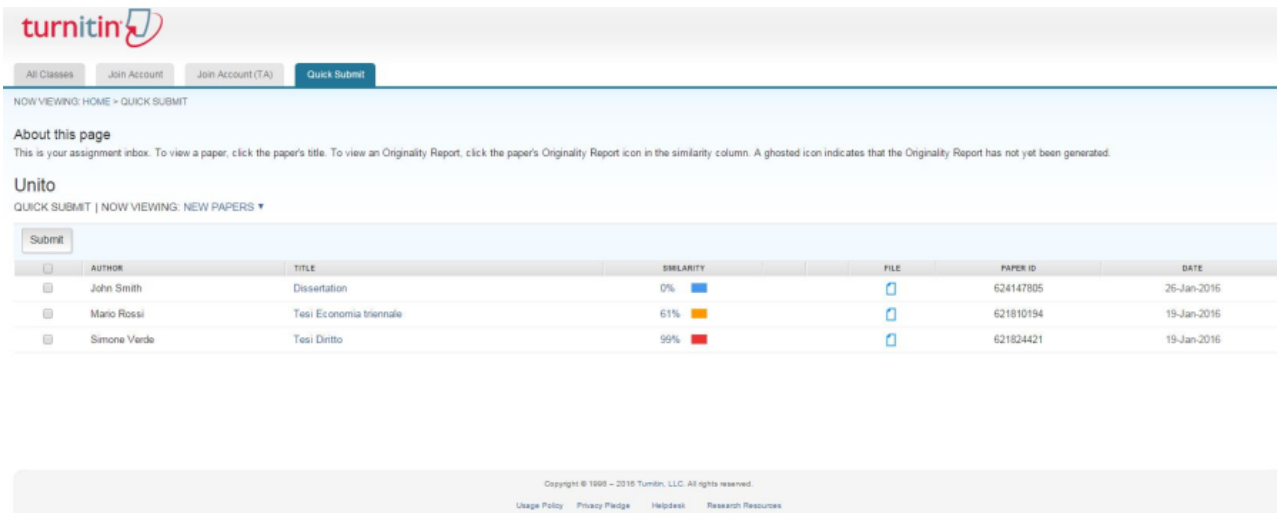 turnitin
All Classes Join Account Join Account (TA) Quick Submit
NOW VIEWING: HOME > QUICK SUBMIT
About this page
This is your assignment inbox. To view a paper, click the paper's title. To view an Originality Report, click the paper's Originality Report icon in the similarity column. A ghosted icon indicates that the Originality Report has not yet been generated.
Unito
QUICK SUBMIT | NOW VIEWING: NEW PAPERS ▼
Submit
AUTHOR TITLE SIMILARITY FILE PAPER ID DATE
John Smith Dissertation 0% 624147805 26-Jan-2016
Mario Rossi Tesi Economia triennale 61% 621810194 19-Jan-2016
Simone Verde Tesi Diritto 99% 621824421 19-Jan-2016
Copyright © 1998 – 2016 Turnitin, LLC. All rights reserved.
Usage Policy Privacy Pledge Helpdesk Research Resources